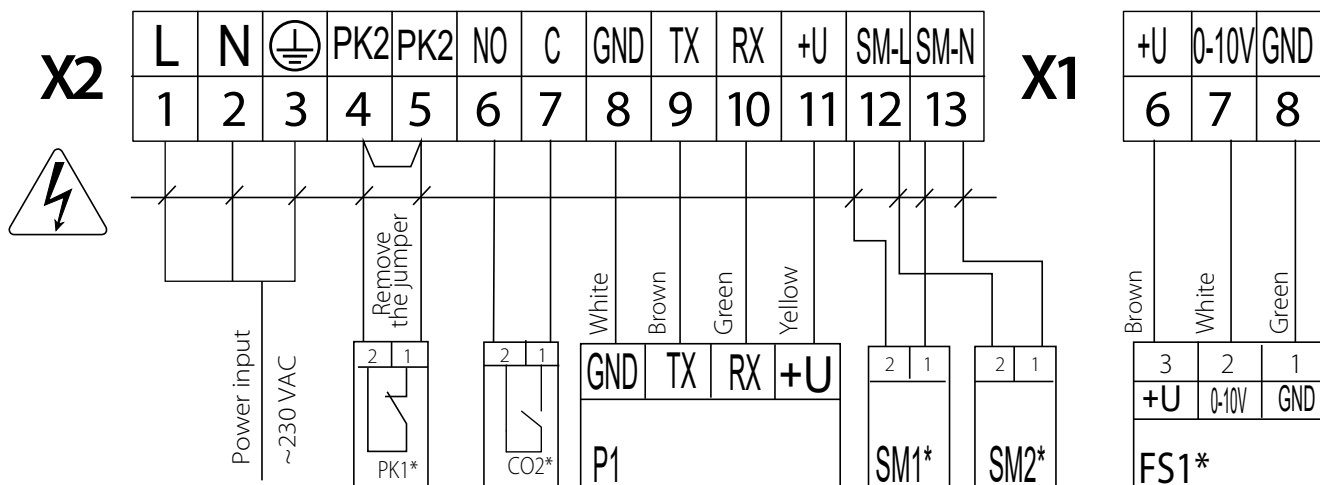 X2
L N PK2 PK2 NO C GND TX RX +U SM-L SM-N
1 2 3 4 5 6 7 8 9 10 11 12 13
X1
+U 0-10V GND
6 7 8
Power input
~230 VAC
Remove
the jumper
White
Brown
Green
Yellow
Brown
White
Green
2 1
PK1*
2 1
CO2*
GND TX RX +U
P1
2 1
SM1*
2 1
SM2*
3 2 1
+U 0-10V GND
FS1*